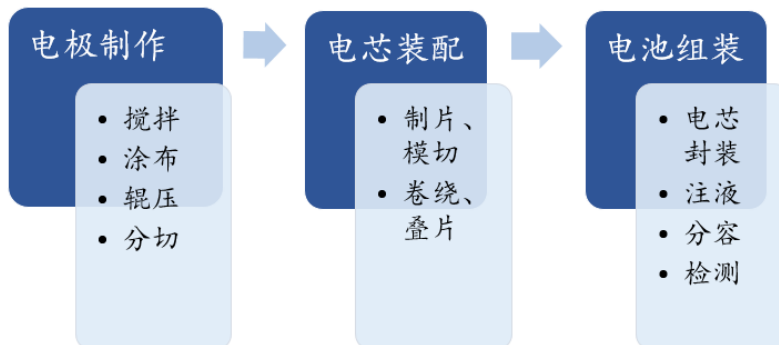 电极制作
• 搅拌
• 涂布
• 辊压
• 分切
电芯装配
• 制片、
模切
• 卷绕、
叠片
电池组装
• 电芯
封装
• 注液
• 分容
• 检测